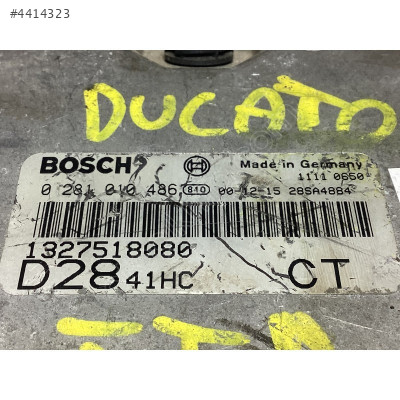 #4414323
DUCATO
BOSCH Made in Germany
1111 0650
0 281 010 486 810 00-12-15 28SA4884
1327518080
D28 41HC CT